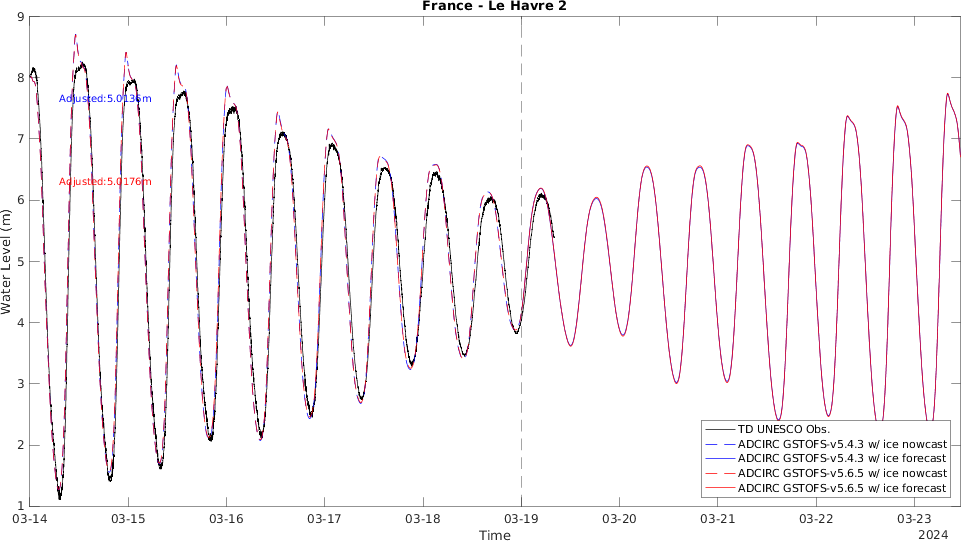 France - Le Havre 2
9
8
7
6
5
4
3
2
1
Water Level (m)
Adjusted:5.0136m
Adjusted:5.0176m
TD UNESCO Obs.
ADCIRC GSTOFS-v5.4.3 w/ ice nowcast
ADCIRC GSTOFS-v5.4.3 w/ ice forecast
ADCIRC GSTOFS-v5.6.5 w/ ice nowcast
ADCIRC GSTOFS-v5.6.5 w/ ice forecast
03-14 03-15 03-16 03-17 03-18 03-19 03-20 03-21 03-22 03-23
Time
2024